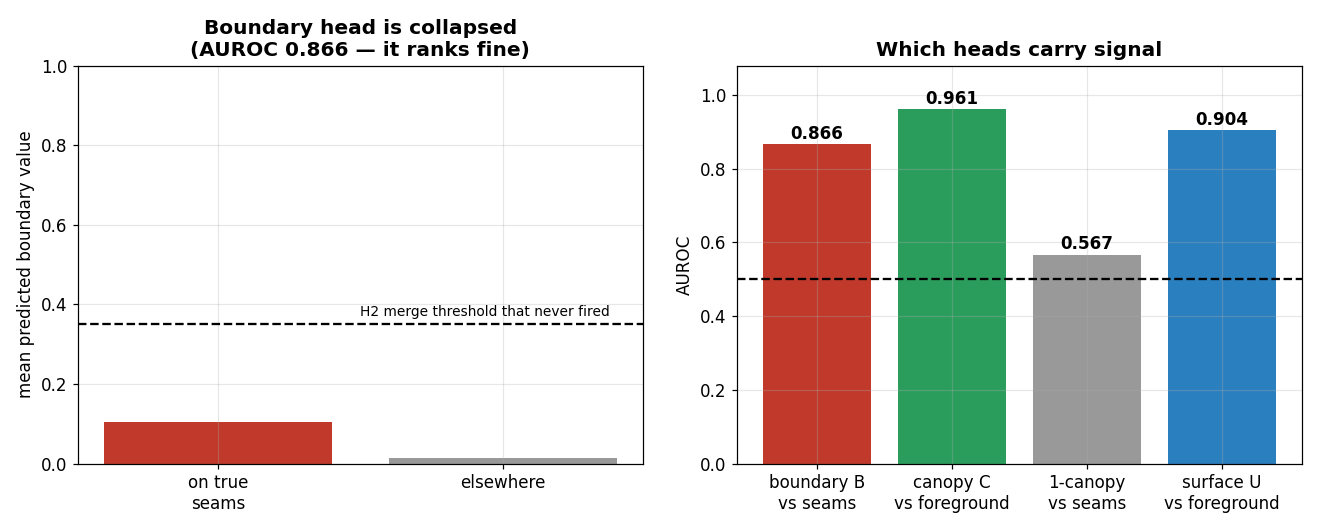 Boundary head is collapsed
(AUROC 0.866 — it ranks fine)
mean predicted boundary value
1.0
0.8
0.6
0.4
0.2
0.0
H2 merge threshold that never fired
on true
seams
elsewhere
Which heads carry signal
AUROC
1.0
0.8
0.6
0.4
0.2
0.0
0.866
0.961
0.567
0.904
boundary B
vs seams
canopy C
vs foreground
1-canopy
vs seams
surface U
vs foreground